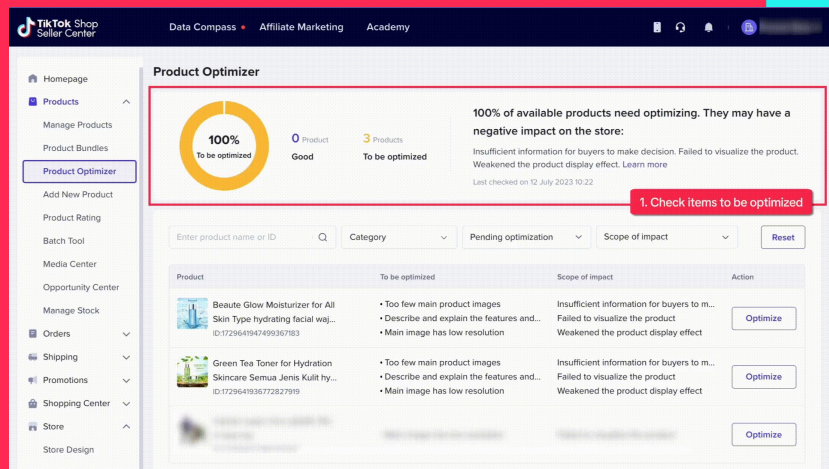 TikTok Shop
Seller Center
Data Compass
Affiliate Marketing
Academy
Homepage
Products
Manage Products
Product Bundles
Product Optimizer
Add New Product
Product Rating
Batch Tool
Media Center
Opportunity Center
Manage Stock
Orders
Shipping
Promotions
Shopping Center
Store
Store Design
Product Optimizer
100%
To be optimized
0 Product
Good
3 Products
To be optimized
100% of available products need optimizing. They may have a
negative impact on the store:
Insufficient information for buyers to make decision. Failed to visualize the product.
Weakened the product display effect. Learn more
Last checked on 12 July 2023 10:22
1. Check items to be optimized
Enter product name or ID
Category
Pending optimization
Scope of impact
Reset
Product
To be optimized
Scope of impact
Action
Beaute Glow Moisturizer for All
Skin Type hydrating facial waj...
ID:1729641947499367183
• Too few main product images
• Describe and explain the features and...
• Main image has low resolution
Insufficient information for buyers to m...
Failed to visualize the product
Weakened the product display effect
Optimize
Green Tea Toner for Hydration
Skincare Semua Jenis Kulit hy...
ID:1729641936772827919
• Too few main product images
• Describe and explain the features and...
• Main image has low resolution
Insufficient information for buyers to m...
Failed to visualize the product
Weakened the product display effect
Optimize
Optimize